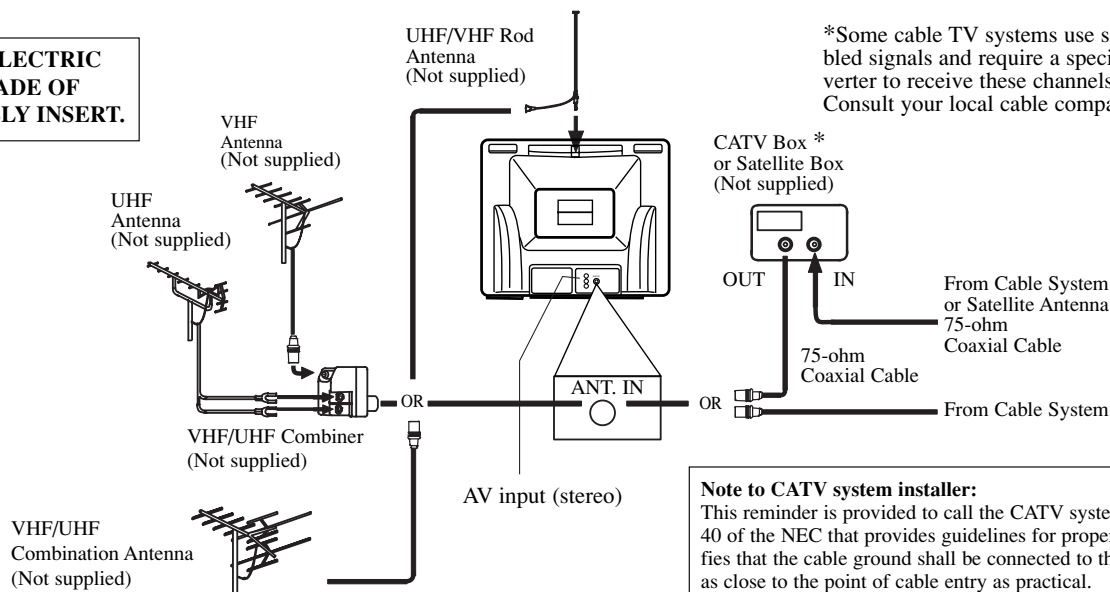 LECTRIC
ADE OF
LY INSERT.
UHF/VHF Rod
Antenna
(Not supplied)
*Some cable TV systems use s
bled signals and require a speci
verter to receive these channels
Consult your local cable compa
VHF
Antenna
(Not supplied)
CATV Box *
or Satellite Box
(Not supplied)
UHF
Antenna
(Not supplied)
OUT
IN
From Cable System
or Satellite Antenna
75-ohm
Coaxial Cable
75-ohm
Coaxial Cable
ANT. IN
OR
OR
From Cable System
VHF/UHF Combiner
(Not supplied)
AV input (stereo)
VHF/UHF
Combination Antenna
(Not supplied)
Note to CATV system installer:
This reminder is provided to call the CATV syste
40 of the NEC that provides guidelines for proper
fies that the cable ground shall be connected to th
as close to the point of cable entry as practical.